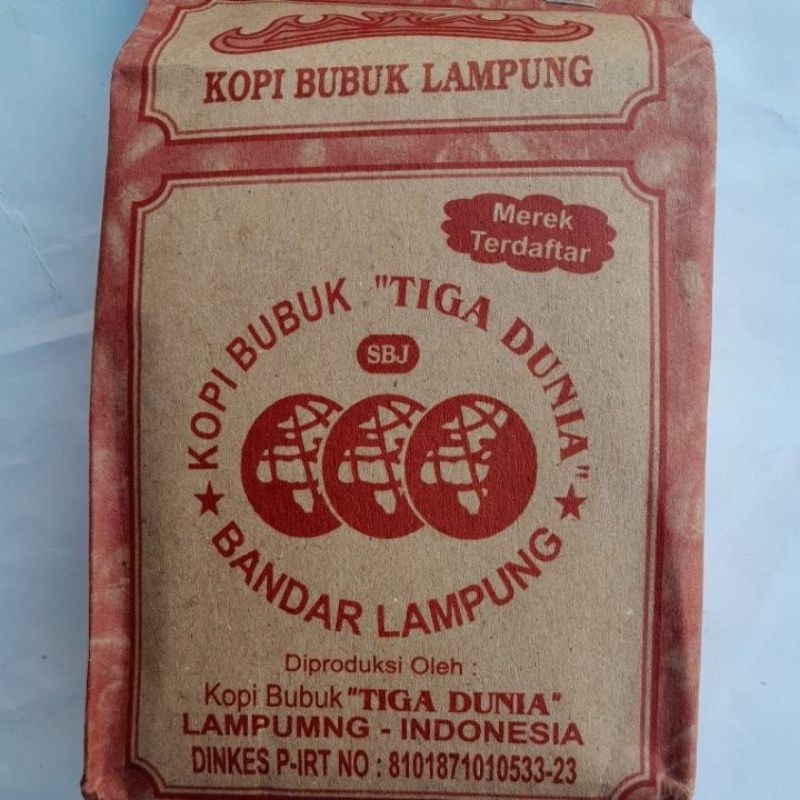 KOPI BUBUK LAMPUNG
Merek
Terdaftar
KOPI BUBUK "TIGA DUNIA"
SBJ
BANDAR LAMPUNG
Diproduksi Oleh :
Kopi Bubuk "TIGA DUNIA"
LAMPUMNG - INDONESIA
DINKES P-IRT NO : 8101871010533-23